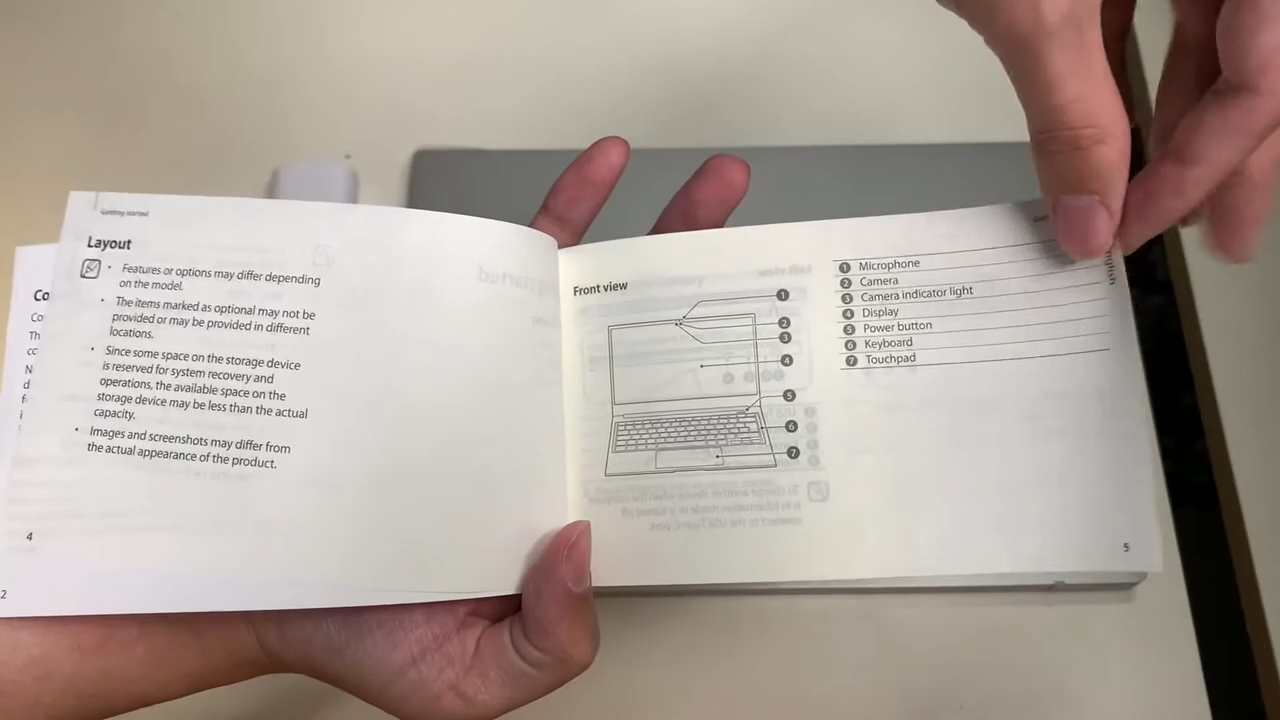 Getting started
Layout
• Features or options may differ depending
on the model.
• The items marked as optional may not be
provided or may be provided in different
locations.
• Since some space on the storage device
is reserved for system recovery and
operations, the available space on the
storage device may be less than the actual
capacity.
• Images and screenshots may differ from
the actual appearance of the product.
4
Co
Co
Th
cc
N
d
2
Front view
1
2
3
4
5
6
7
1 Microphone
2 Camera
3 Camera indicator light
4 Display
5 Power button
6 Keyboard
7 Touchpad
English
5